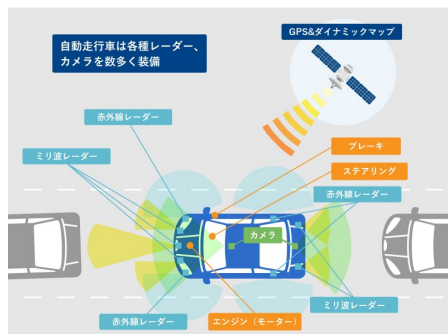 自動走行車は各種レーダー、
カメラを数多く装備
GPS&ダイナミックマップ
赤外線レーダー
ブレーキ
ミリ波レーダー
ステアリング
赤外線レーダー
カメラ
赤外線レーダー
エンジン（モーター）
ミリ波レーダー